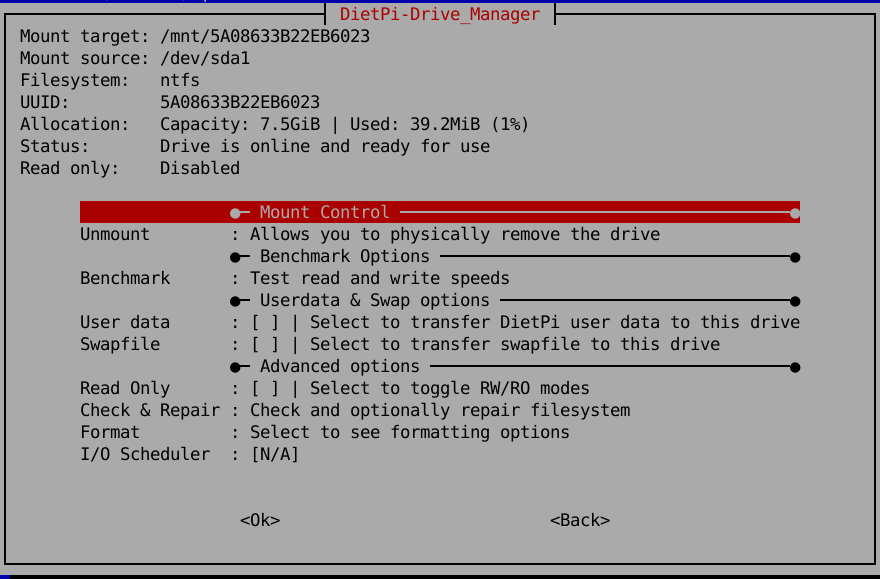 DietPi-Drive_Manager
Mount target: /mnt/5A08633B22EB6023
Mount source: /dev/sda1
Filesystem:   ntfs
UUID:         5A08633B22EB6023
Allocation:   Capacity: 7.5GiB | Used: 39.2MiB (1%)
Status:       Drive is online and ready for use
Read only:    Disabled
●─ Mount Control ─●
Unmount        : Allows you to physically remove the drive
●─ Benchmark Options ─●
Benchmark      : Test read and write speeds
●─ Userdata & Swap options ─●
User data      : [ ] | Select to transfer DietPi user data to this drive
Swapfile       : [ ] | Select to transfer swapfile to this drive
●─ Advanced options ─●
Read Only      : [ ] | Select to toggle RW/RO modes
Check & Repair : Check and optionally repair filesystem
Format         : Select to see formatting options
I/O Scheduler  : [N/A]
<Ok> <Back>